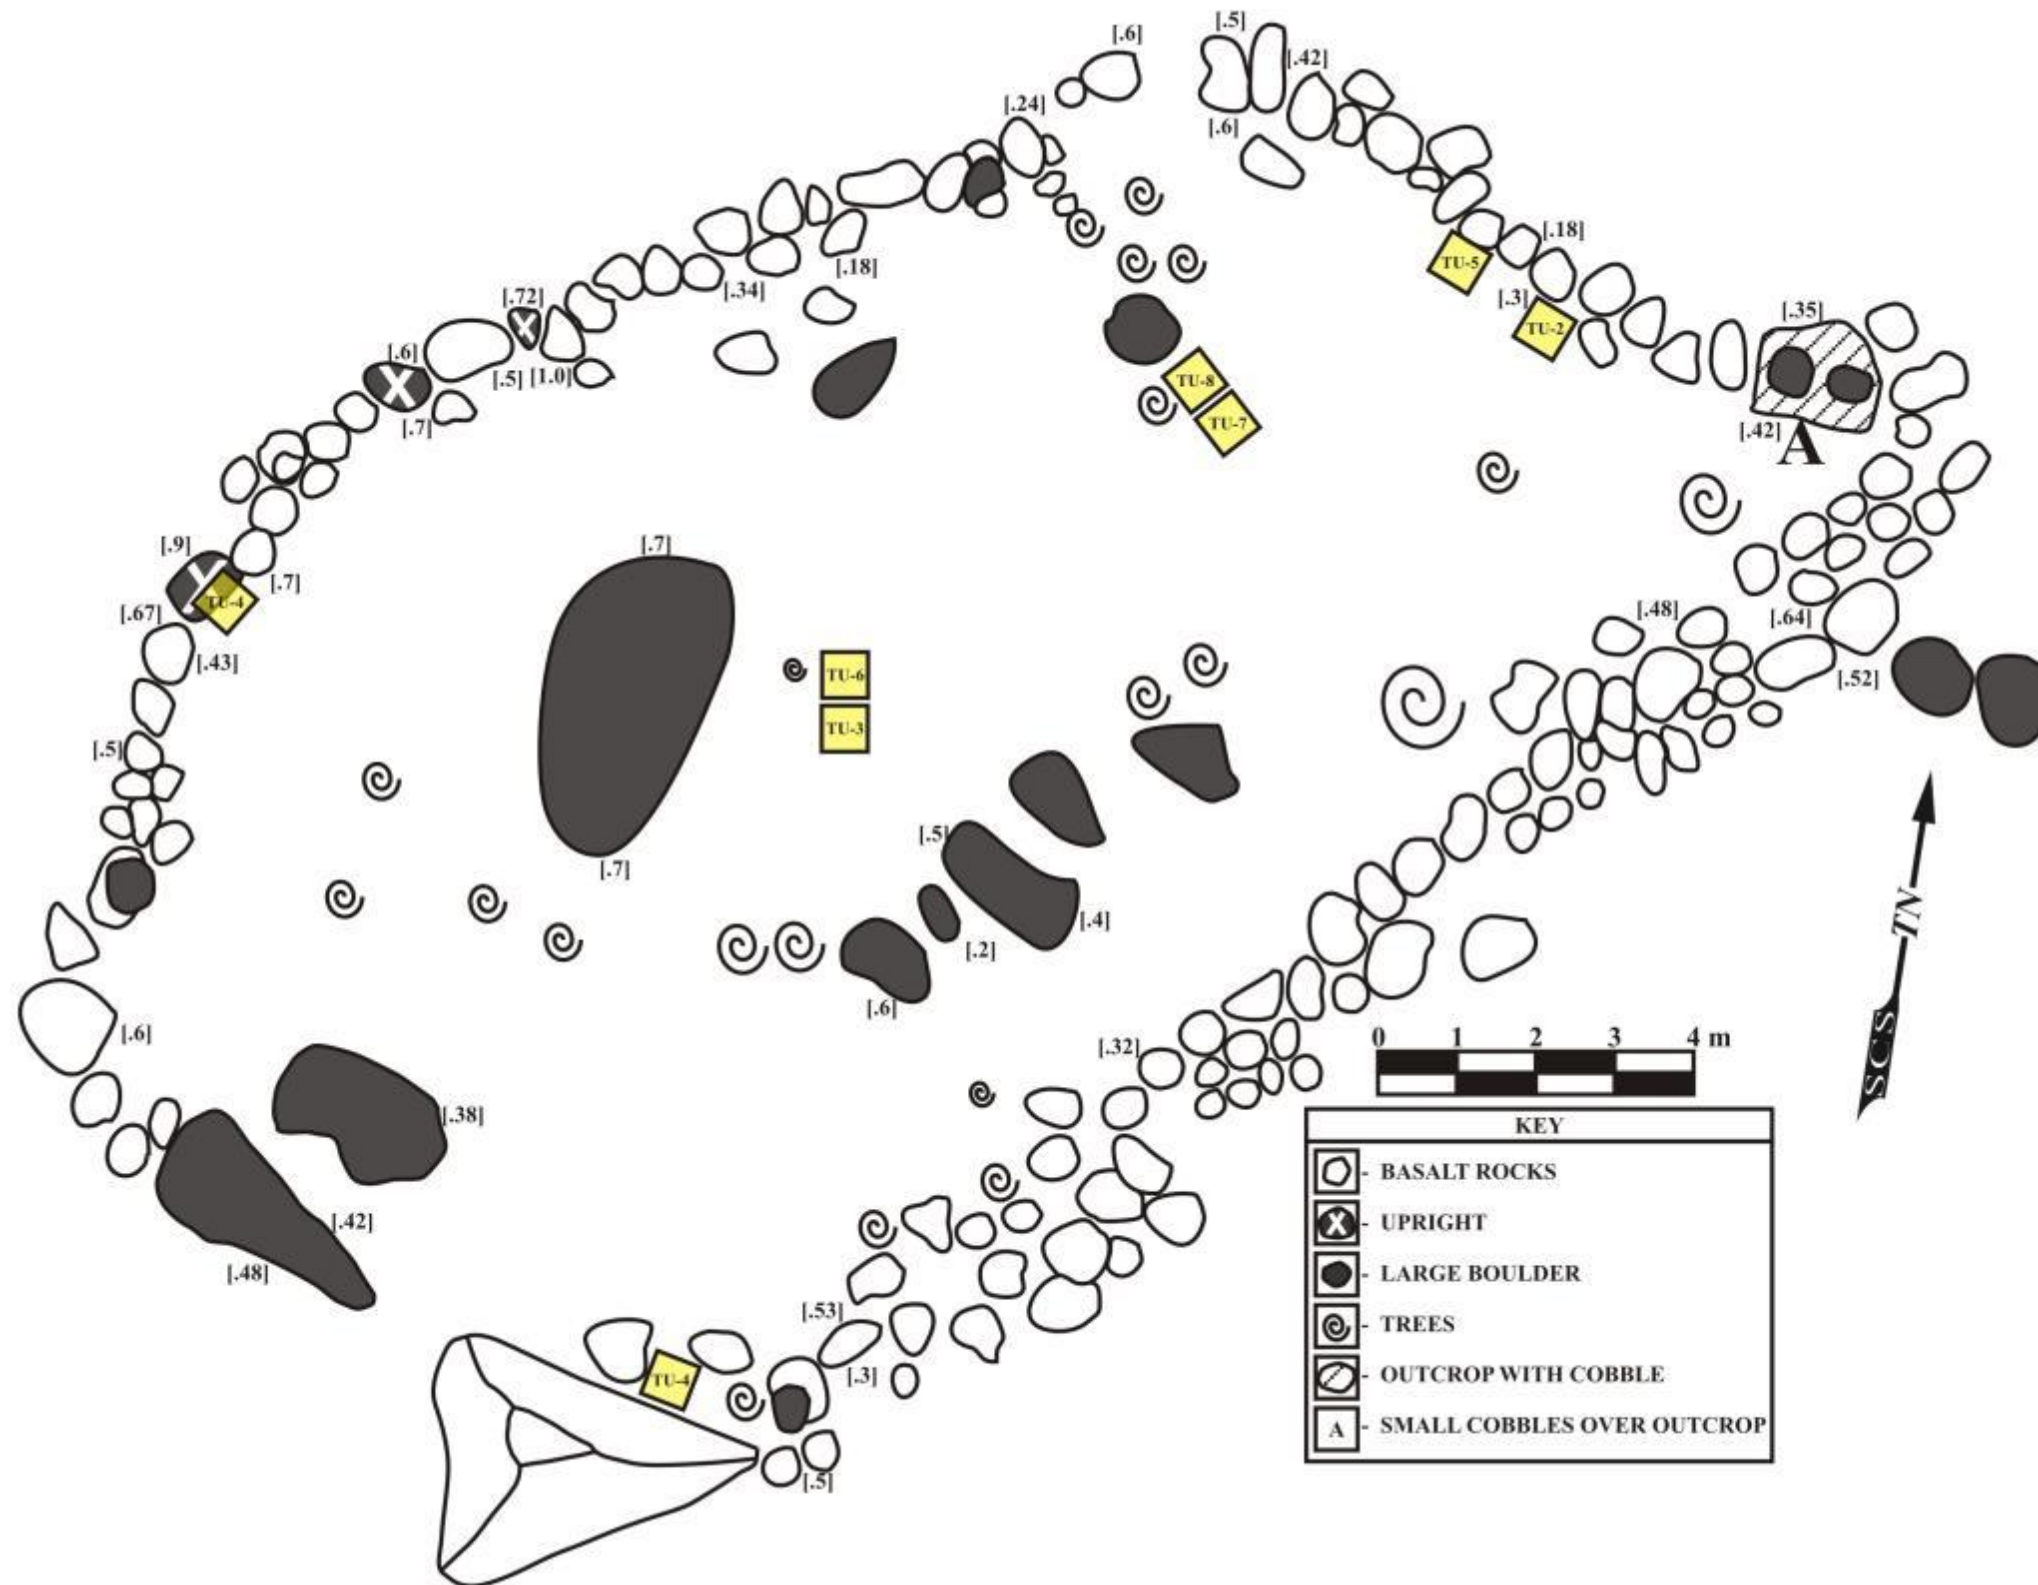 [.5]
[.6]
[.42]
[.24]
[.6]
[.18]
[.18]
TU-5
[.34]
[.72]
[.3]
TU-2
[.35]
[.6]
[.5]
[1.0]
TU-8
TU-7
[.7]
[.42]
A
[.9]
[.7]
[.7]
TU-4
[.67]
[.43]
[.48]
[.64]
[.52]
TU-6
TU-3
[.5]
[.5]
[.7]
[.4]
[.2]
[.6]
TN
[.6]
[.32]
0 1 2 3 4 m
SCS
[.38]
KEY
BASALT ROCKS
UPRIGHT
LARGE BOULDER
TREES
OUTCROP WITH COBBLE
A - SMALL COBBLES OVER OUTCROP
[.42]
[.48]
[.53]
[.3]
TU-4
[.5]